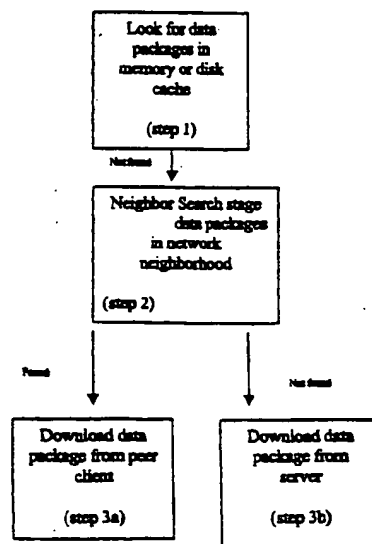 Look for data
packages in
memory or disk
cache
(step 1)
Not found
Neighbor Search stage
data packages
in network
neighborhood
(step 2)
Found
Not found
Download data
package from peer
client
(step 3a)
Download data
package from
server
(step 3b)